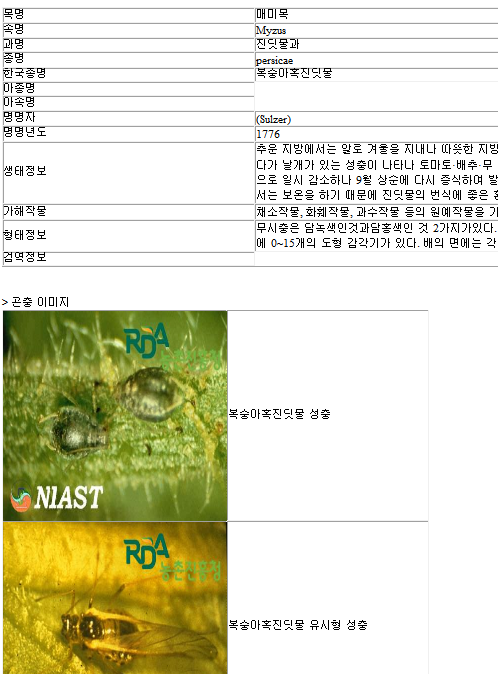 목명 매미목
속명 Myzus
과명 진딧물과
종명 persicae
한국종명 복숭아혹진딧물
아종명
아속명
명명자 (Sulzer)
명명년도 1776
생태정보
추운 지방에서는 알로 겨울을 지내나 따뜻한 지방
다가 날개가 있는 성충이 나타나 토마토·배추·무
으로 일시 감소하나 9월 상순에 다시 증식하여 발
서는 보온을 하기 때문에 진딧물의 번식에 좋은
가해작물 채소작물, 화훼작물, 과수작물 등의 원예작물을 가
형태정보
무시충은 담녹색인것과담홍색인 것 2가지가있다.
에 0~15개의 도형 감각기가 있다. 배의 면에는 각
검역정보
> 곤충 이미지
RDA
농촌진흥청
NIAST
복숭아혹진딧물 성충
RDA
농촌진흥청
복숭아혹진딧물 유시형 성충